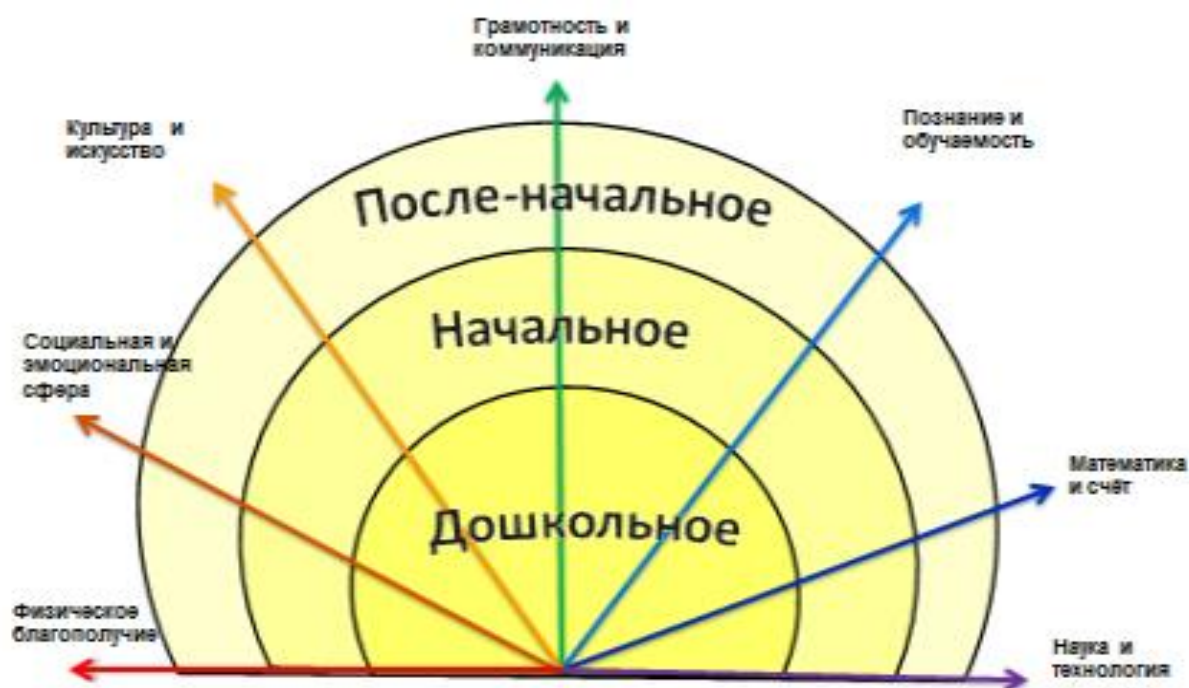 Грамотность и
коммуникация
Культура и
искусство
Познание и
обучаемость
После-начальное
Начальное
Социальная и
эмоциональная
сфера
Математика
и счёт
Дошкольное
Физическое
благополучие
Наука и
технология